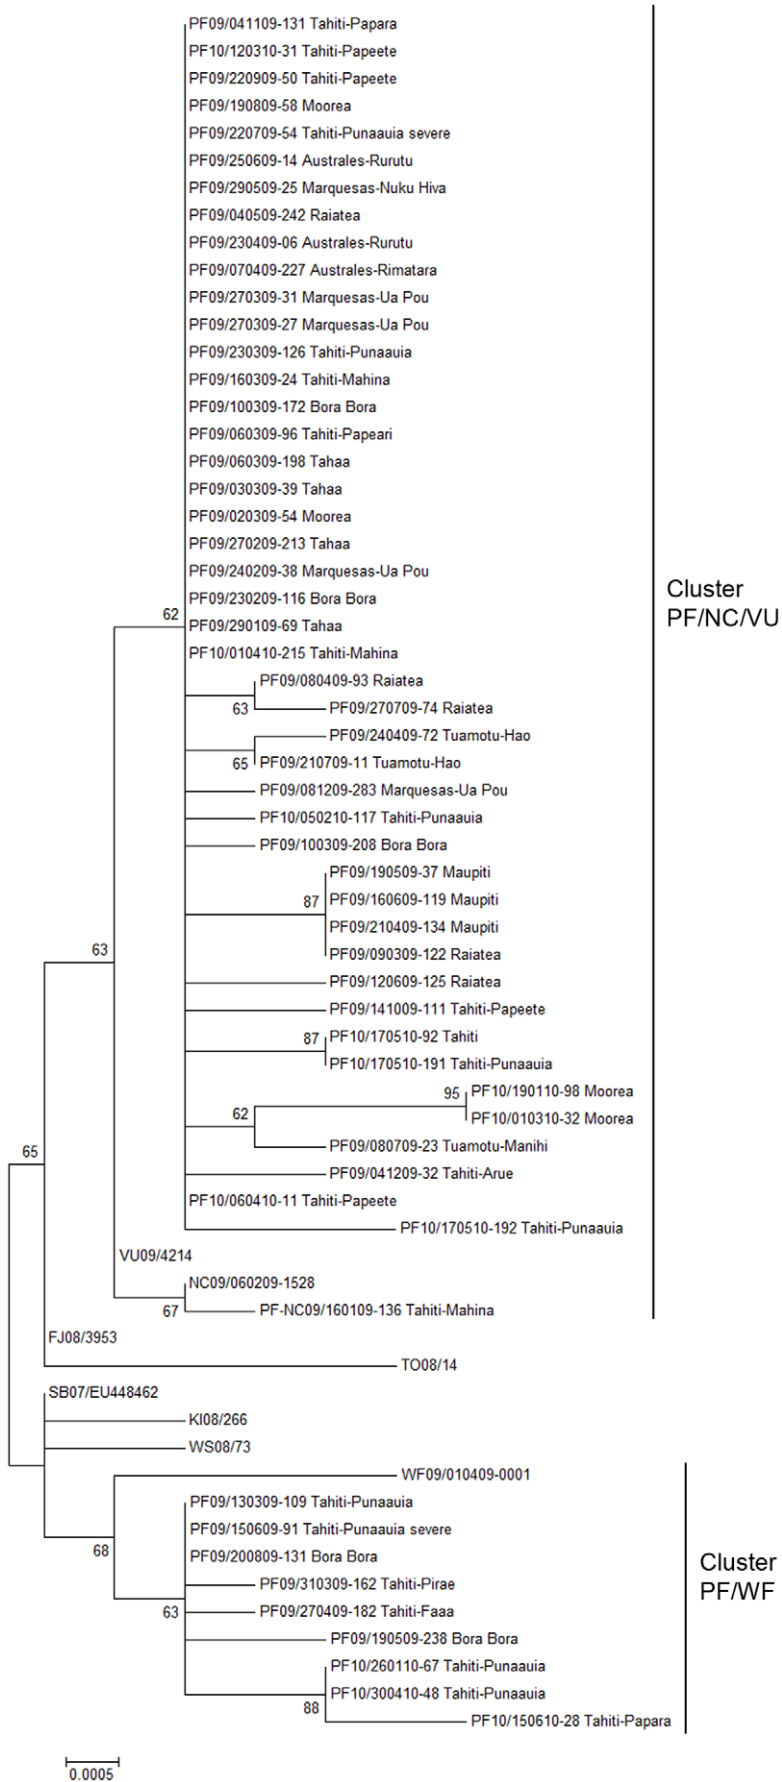 PF09/041109-131 Tahiti-Papara
PF10/120310-31 Tahiti-Papeete
PF09/220909-50 Tahiti-Papeete
PF09/190809-58 Moorea
PF09/220709-54 Tahiti-Punaauia severe
PF09/250609-14 Australes-Rurutu
PF09/290509-25 Marquesas-Nuku Hiva
PF09/040509-242 Raiatea
PF09/230409-06 Australes-Rurutu
PF09/070409-227 Australes-Rimatara
PF09/270309-31 Marquesas-Ua Pou
PF09/270309-27 Marquesas-Ua Pou
PF09/230309-126 Tahiti-Punaauia
PF09/160309-24 Tahiti-Mahina
PF09/100309-172 Bora Bora
PF09/060309-96 Tahiti-Papeari
PF09/060309-198 Tahaa
PF09/030309-39 Tahaa
PF09/020309-54 Moorea
PF09/270209-213 Tahaa
PF09/240209-38 Marquesas-Ua Pou
PF09/230209-116 Bora Bora
Cluster
PF/NC/VU
62
PF09/290109-69 Tahaa
PF10/010410-215 Tahiti-Mahina
PF09/080409-93 Raiatea
63
PF09/270709-74 Raiatea
PF09/240409-72 Tuamotu-Hao
65
PF09/210709-11 Tuamotu-Hao
PF09/081209-283 Marquesas-Ua Pou
PF10/050210-117 Tahiti-Punaauia
PF09/100309-208 Bora Bora
PF09/190509-37 Maupiti
87
PF09/160609-119 Maupiti
PF09/210409-134 Maupiti
PF09/090309-122 Raiatea
63
PF09/120609-125 Raiatea
PF09/141009-111 Tahiti-Papeete
87
PF10/170510-92 Tahiti
PF10/170510-191 Tahiti-Punaauia
95
PF10/190110-98 Moorea
62
PF10/010310-32 Moorea
PF09/080709-23 Tuamotu-Manihi
65
PF09/041209-32 Tahiti-Arue
PF10/060410-11 Tahiti-Papeete
PF10/170510-192 Tahiti-Punaauia
VU09/4214
NC09/060209-1528
67
PF-NC09/160109-136 Tahiti-Mahina
FJ08/3953
TO08/14
SB07/EU448462
KI08/266
WS08/73
WF09/010409-0001
PF09/130309-109 Tahiti-Punaauia
PF09/150609-91 Tahiti-Punaauia severe
68
PF09/200809-131 Bora Bora
Cluster
PF/WF
PF09/310309-162 Tahiti-Pirae
63
PF09/270409-182 Tahiti-Faaa
PF09/190509-238 Bora Bora
PF10/260110-67 Tahiti-Punaauia
PF10/300410-48 Tahiti-Punaauia
88
PF10/150610-28 Tahiti-Papara
0.0005